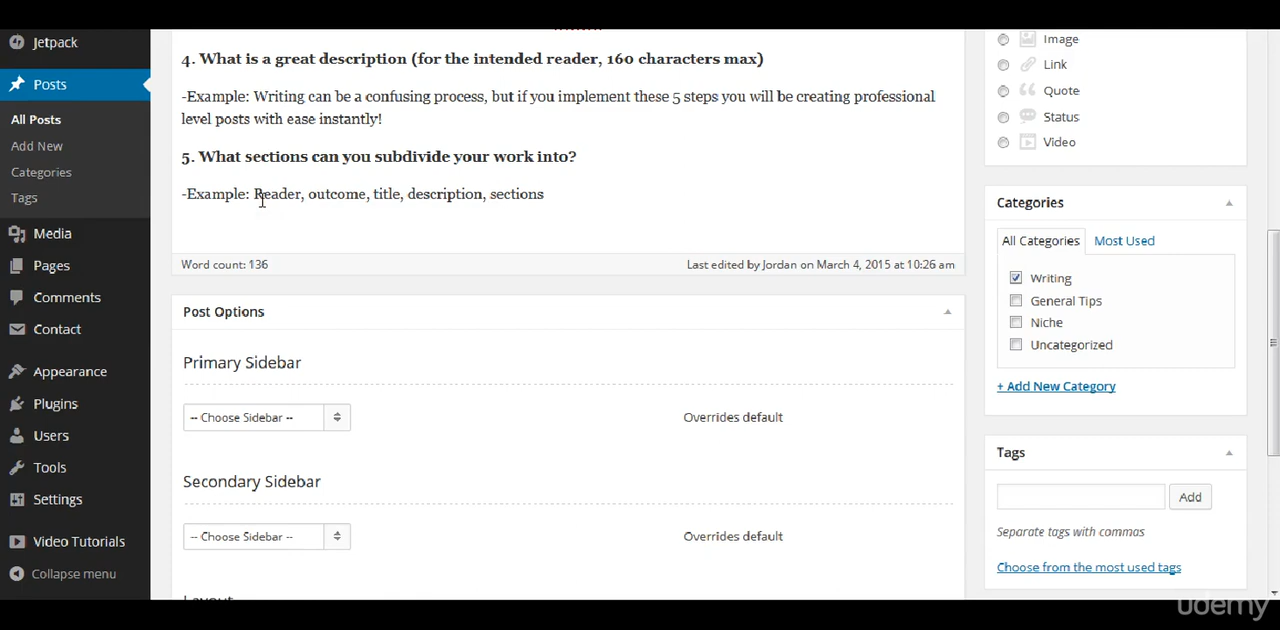 Jetpack
Posts
All Posts
Add New
Categories
Tags
Media
Pages
Comments
Contact
Appearance
Plugins
Users
Tools
Settings
Video Tutorials
Collapse menu
4. What is a great description (for the intended reader, 160 characters max)
-Example: Writing can be a confusing process, but if you implement these 5 steps you will be creating professional
level posts with ease instantly!
5. What sections can you subdivide your work into?
-Example: Reader, outcome, title, description, sections
Word count: 136
Last edited by Jordan on March 4, 2015 at 10:26 am
Post Options
Primary Sidebar
-- Choose Sidebar --
Overrides default
Secondary Sidebar
-- Choose Sidebar --
Overrides default
Image
Link
Quote
Status
Video
Categories
All Categories
Most Used
Writing
General Tips
Niche
Uncategorized
+ Add New Category
Tags
Add
Separate tags with commas
Choose from the most used tags
udemy